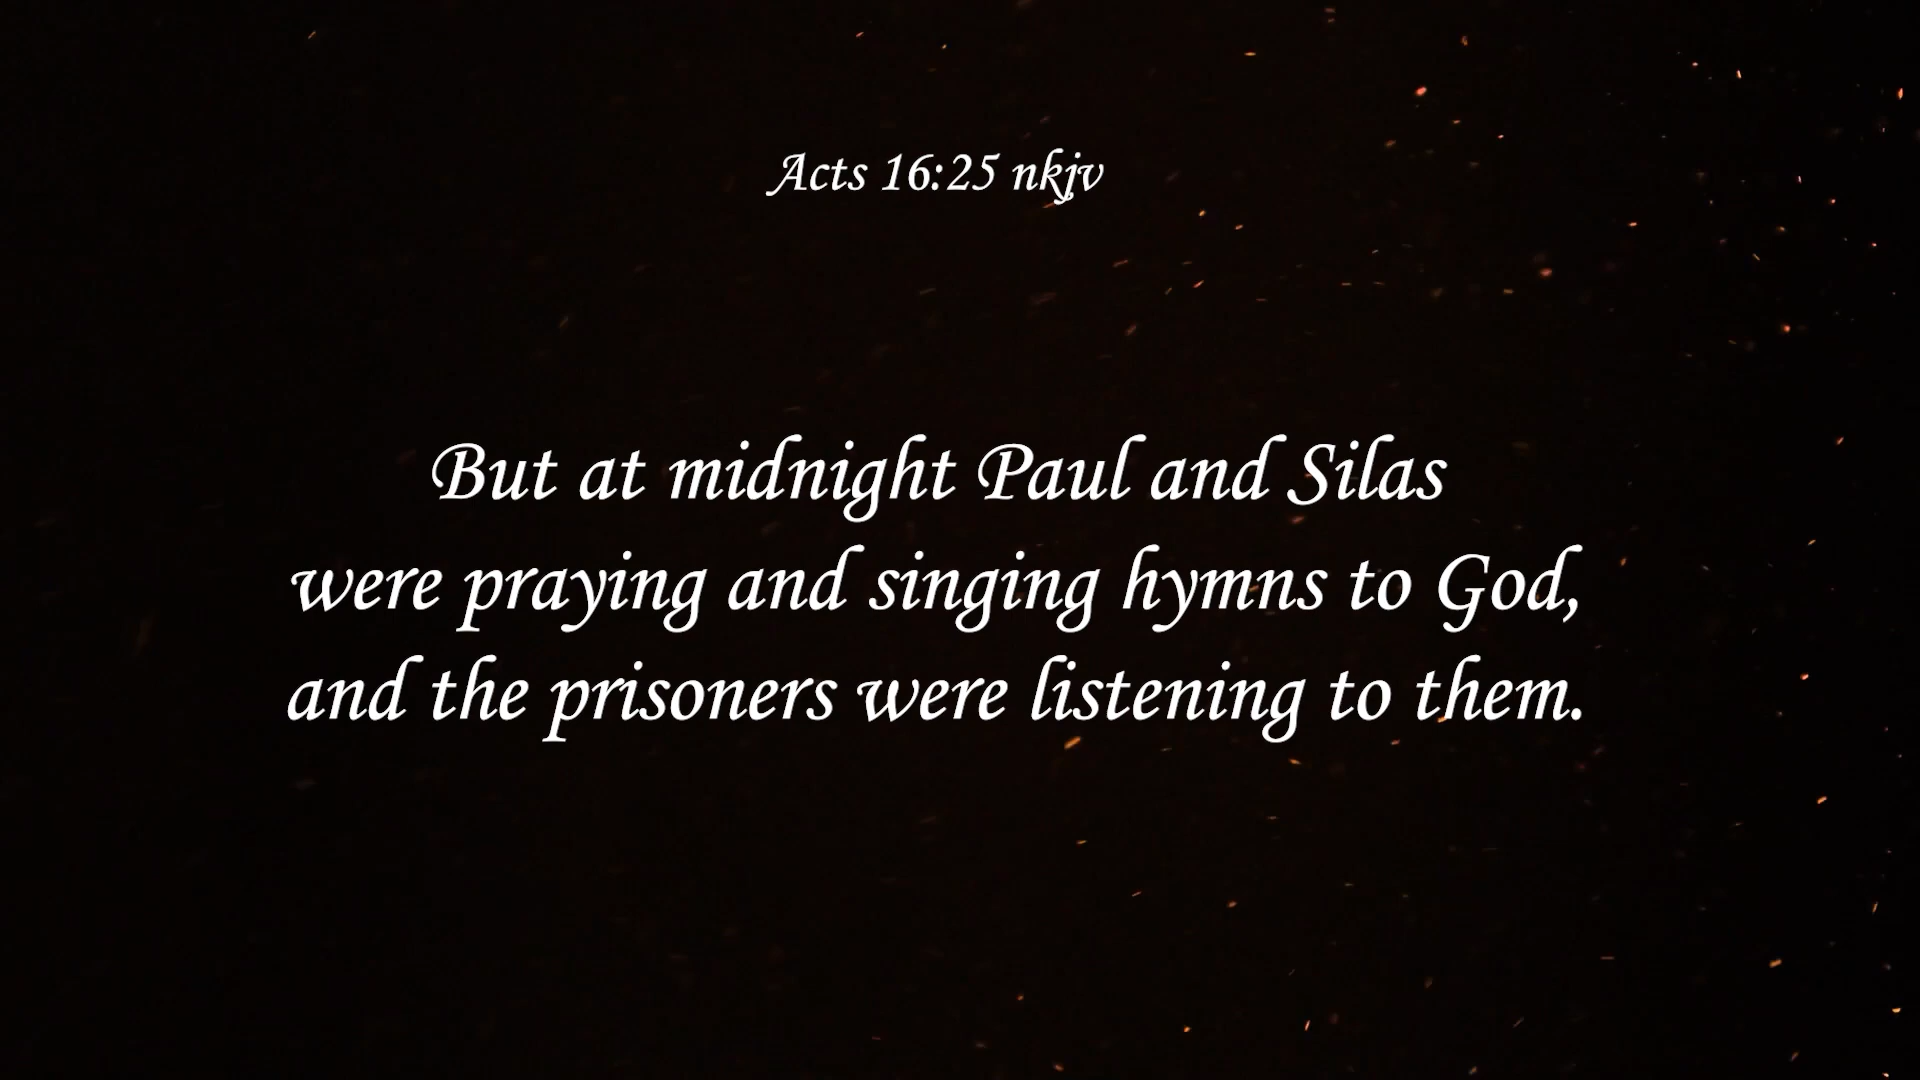 Acts 16:25 nkjv
But at midnight Paul and Silas
were praying and singing hymns to God,
and the prisoners were listening to them.